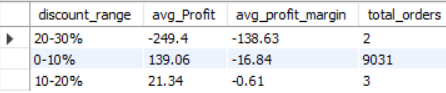 discount_range avg_Profit avg_profit_margin total_orders
20-30% -249.4 -138.63 2
0-10% 139.06 -16.84 9031
10-20% 21.34 -0.61 3